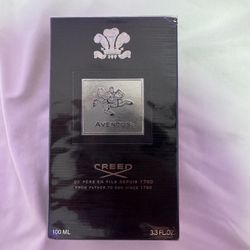 AVENTUS
CREED
DE PERE EN FILS DEPUIS 1760
FROM FATHER TO SON SINCE 1760
100 ML
3.3 FL.OZ.